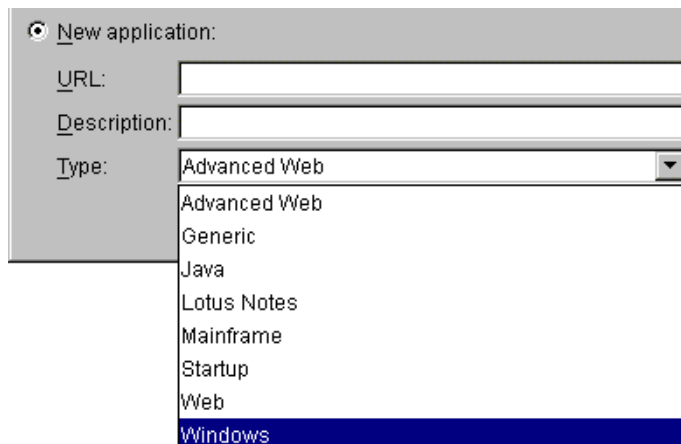 New application:
URL:
Description:
Type: Advanced Web
Advanced Web
Generic
Java
Lotus Notes
Mainframe
Startup
Web
Windows